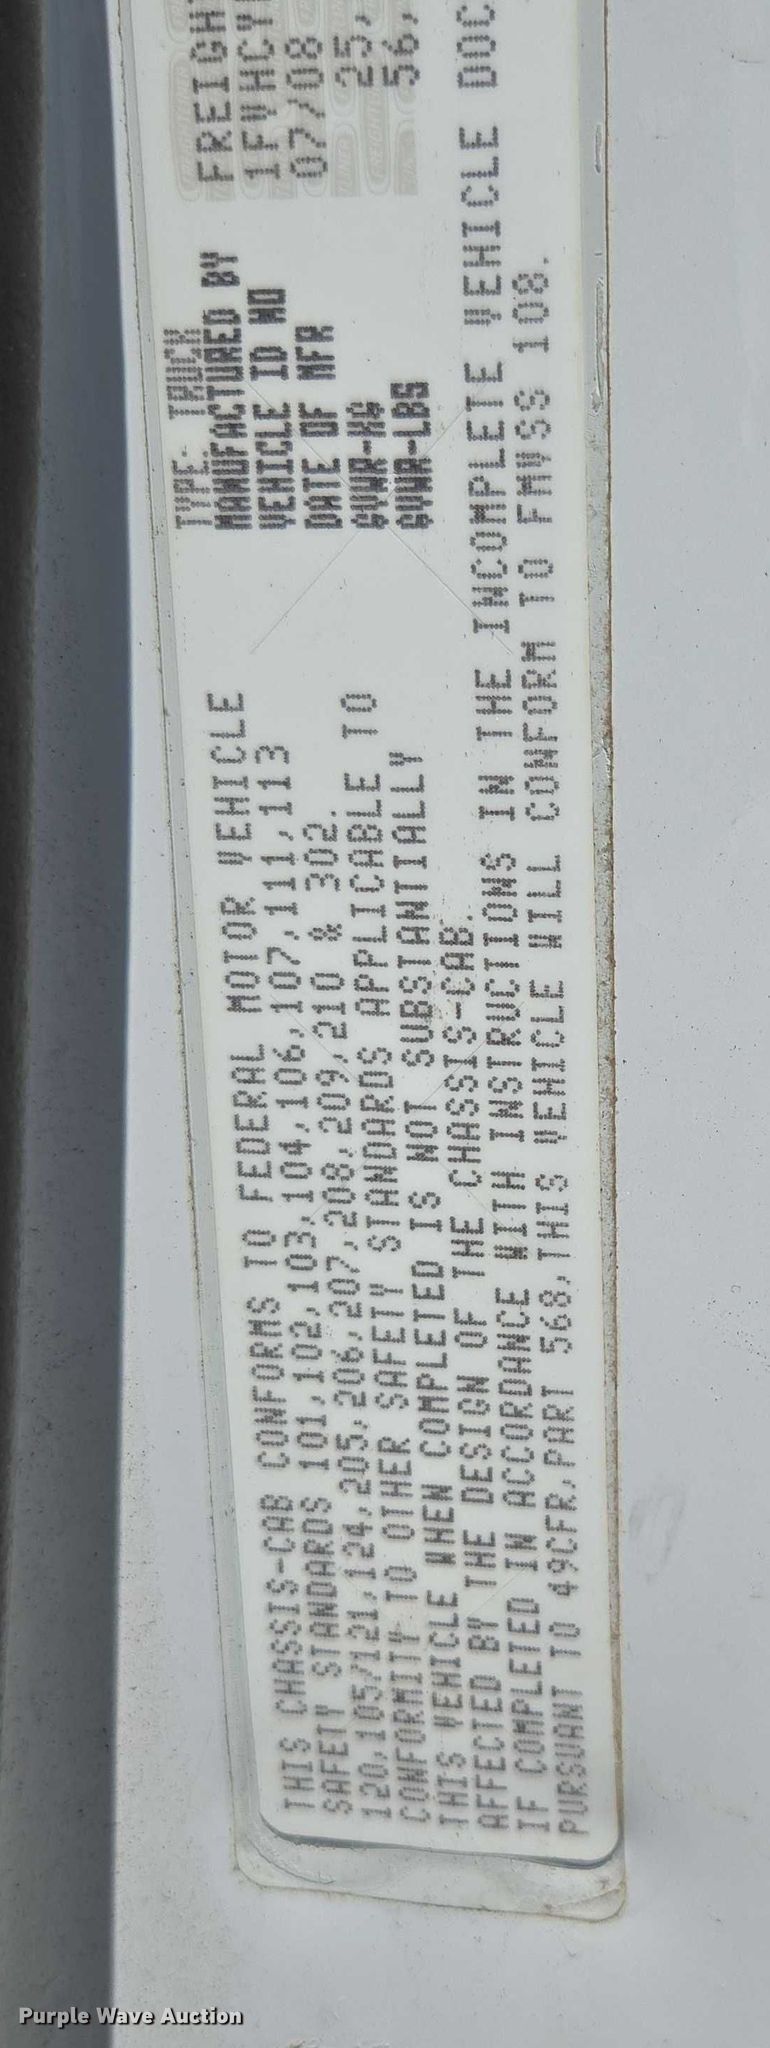 TYPE: TRUCK
MANUFACTURED BY FREIGH
VEHICLE ID NO 1FVHCY
DATE OF MFR 07/08
GVWR-KG 25,
GVWR-LBS 56,
THIS CHASSIS-CAB CONFORMS TO FEDERAL MOTOR VEHICLE
SAFETY STANDARDS 101,102,103,104,106,107,111,113
120,105/121,124,205,206,207,208,209,210 & 302.
CONFORMITY TO OTHER SAFETY STANDARDS APPLICABLE TO
THIS VEHICLE WHEN COMPLETED IS NOT SUBSTANTIALLY
AFFECTED BY THE DESIGN OF THE CHASSIS-CAB.
IF COMPLETED IN ACCORDANCE WITH INSTRUCTIONS IN THE INCOMPLETE VEHICLE DOC
PURSUANT TO 49CFR,PART 568,THIS VEHICLE WILL CONFORM TO FMVSS 108.
Purple Wave Auction